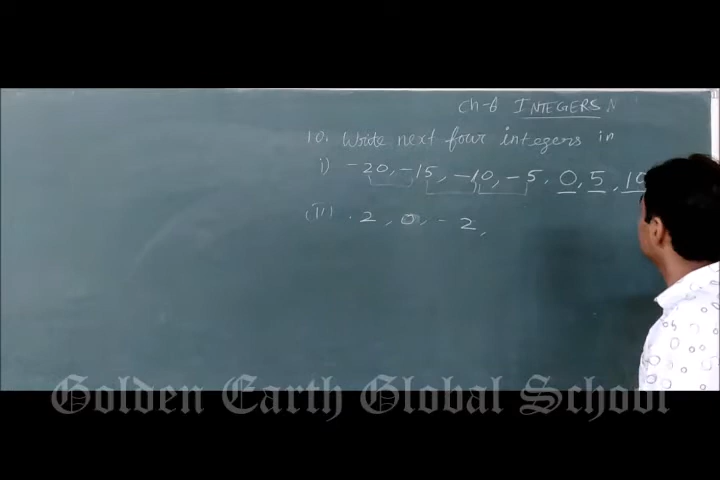 Ch-6 INTEGERS
10. Write next four integers in
i) -20, -15, -10, -5, 0, 5, 10
(ii) 2, 0, -2,
Golden Earth Global School